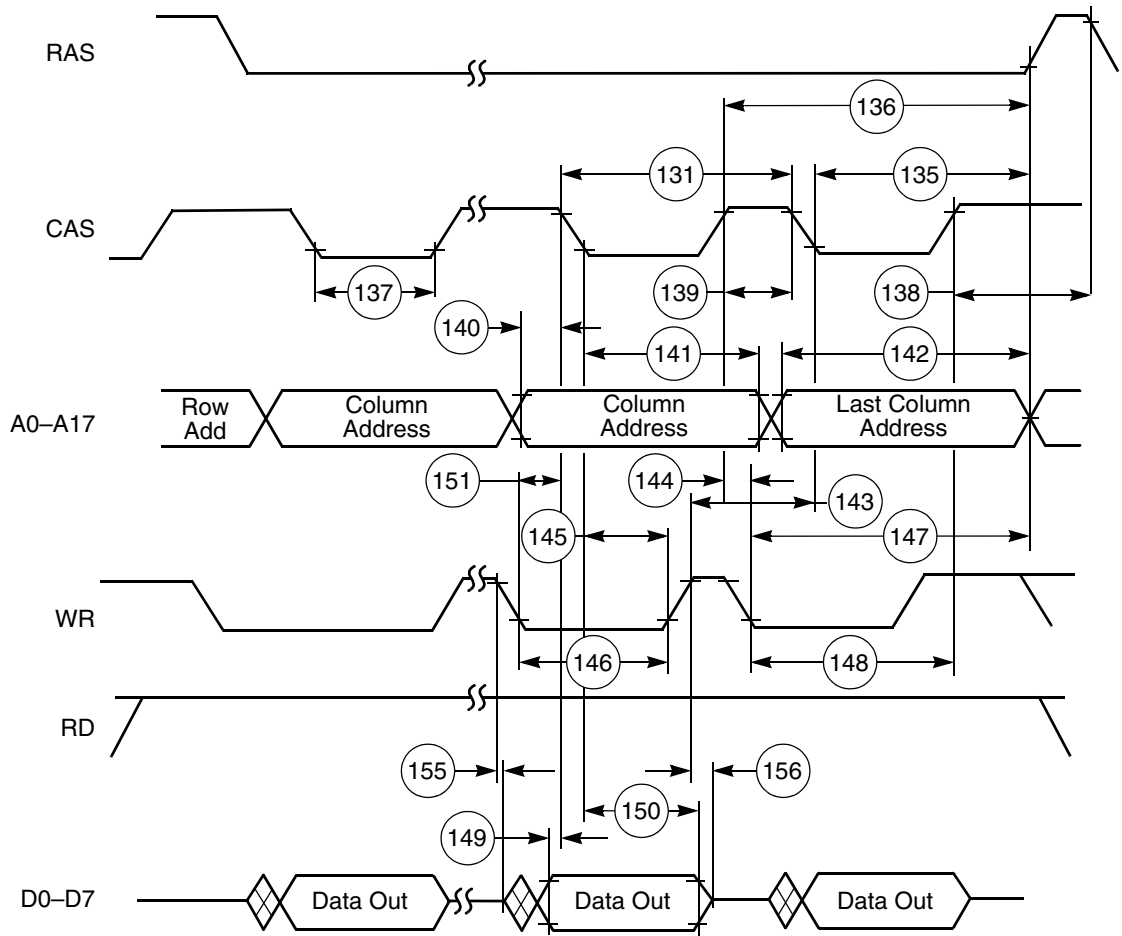 RAS
136
131
135
CAS
137
139
138
140
141
142
A0–A17
Row
Add
Column
Address
Column
Address
Last Column
Address
151
144
143
145
147
WR
146
148
RD
155
156
150
149
D0–D7
Data Out
Data Out
Data Out